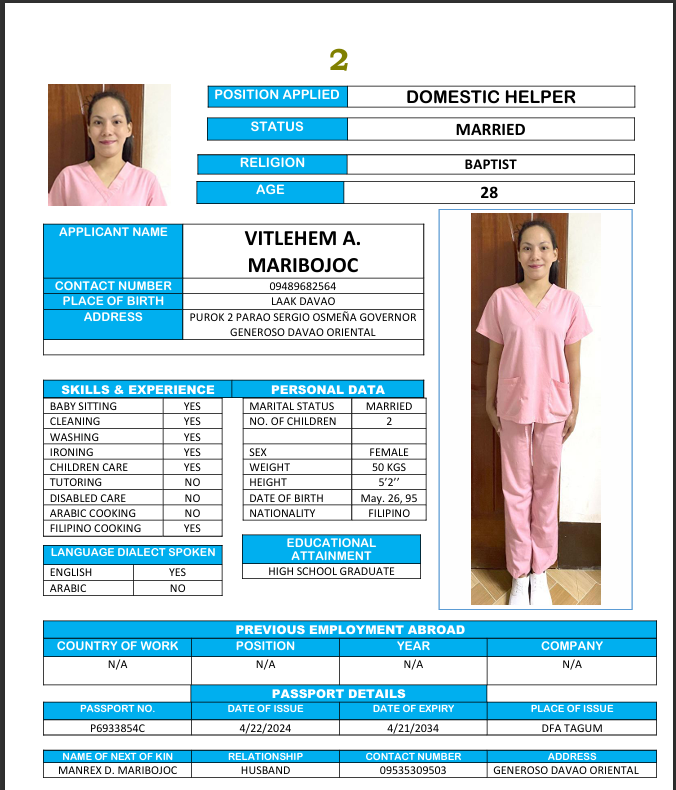 2
POSITION APPLIED DOMESTIC HELPER
STATUS MARRIED
RELIGION BAPTIST
AGE 28
APPLICANT NAME VITLEHEM A.
MARIBOJOC
CONTACT NUMBER 09489682564
PLACE OF BIRTH LAAK DAVAO
ADDRESS PUROK 2 PARAO SERGIO OSMEÑA GOVERNOR
GENEROSO DAVAO ORIENTAL
SKILLS & EXPERIENCE
BABY SITTING YES
CLEANING YES
WASHING YES
IRONING YES
CHILDREN CARE YES
TUTORING NO
DISABLED CARE NO
ARABIC COOKING NO
FILIPINO COOKING YES
LANGUAGE DIALECT SPOKEN
ENGLISH YES
ARABIC NO
PERSONAL DATA
MARITAL STATUS MARRIED
NO. OF CHILDREN 2
SEX FEMALE
WEIGHT 50 KGS
HEIGHT 5’2’’
DATE OF BIRTH May. 26, 95
NATIONALITY FILIPINO
EDUCATIONAL
ATTAINMENT
HIGH SCHOOL GRADUATE
PREVIOUS EMPLOYMENT ABROAD
COUNTRY OF WORK POSITION YEAR COMPANY
N/A N/A N/A N/A
PASSPORT DETAILS
PASSPORT NO. DATE OF ISSUE DATE OF EXPIRY PLACE OF ISSUE
P6933854C 4/22/2024 4/21/2034 DFA TAGUM
NAME OF NEXT OF KIN RELATIONSHIP CONTACT NUMBER ADDRESS
MANREX D. MARIBOJOC HUSBAND 09535309503 GENEROSO DAVAO ORIENTAL